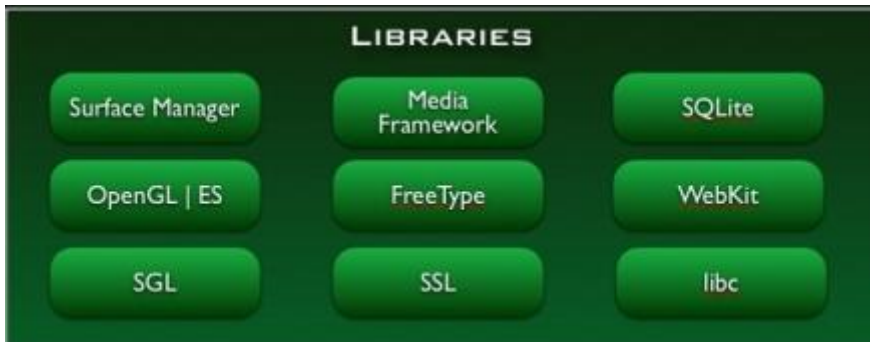 LIBRARIES
Surface Manager
Media
Framework
SQLite
OpenGL | ES
FreeType
WebKit
SGL
SSL
libc